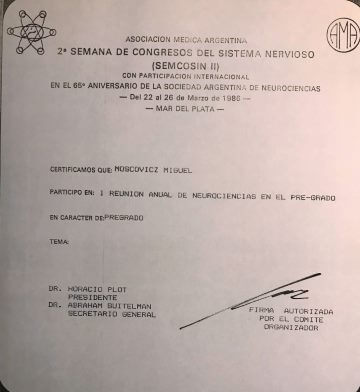 ASOCIACION MEDICA ARGENTINA
AMA
2ª SEMANA DE CONGRESOS DEL SISTEMA NERVIOSO
(SEMCOSIN II)
CON PARTICIPACION INTERNACIONAL
EN EL 65º ANIVERSARIO DE LA SOCIEDAD ARGENTINA DE NEUROCIENCIAS
— Del 22 al 26 de Marzo de 1986 —
— MAR DEL PLATA —
CERTIFICAMOS QUE: MOSCOVICZ MIGUEL
PARTICIPO EN: I REUNION ANUAL DE NEUROCIENCIAS EN EL PRE-GRADO
EN CARACTER DE: PREGRADO
TEMA:
DR. HORACIO PLOT
PRESIDENTE
DR. ABRAHAM BUITELMAN
SECRETARIO GENERAL
FIRMA AUTORIZADA
POR EL COMITE
ORGANIZADOR